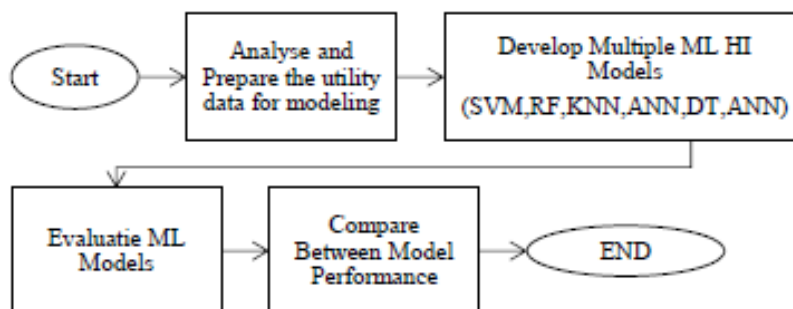 Start
Analyse and
Prepare the utility
data for modeling
Develop Multiple ML HI
Models
(SVM,RF,KNN,ANN,DT,ANN)
Evaluatie ML
Models
Compare
Between Model
Performance
END